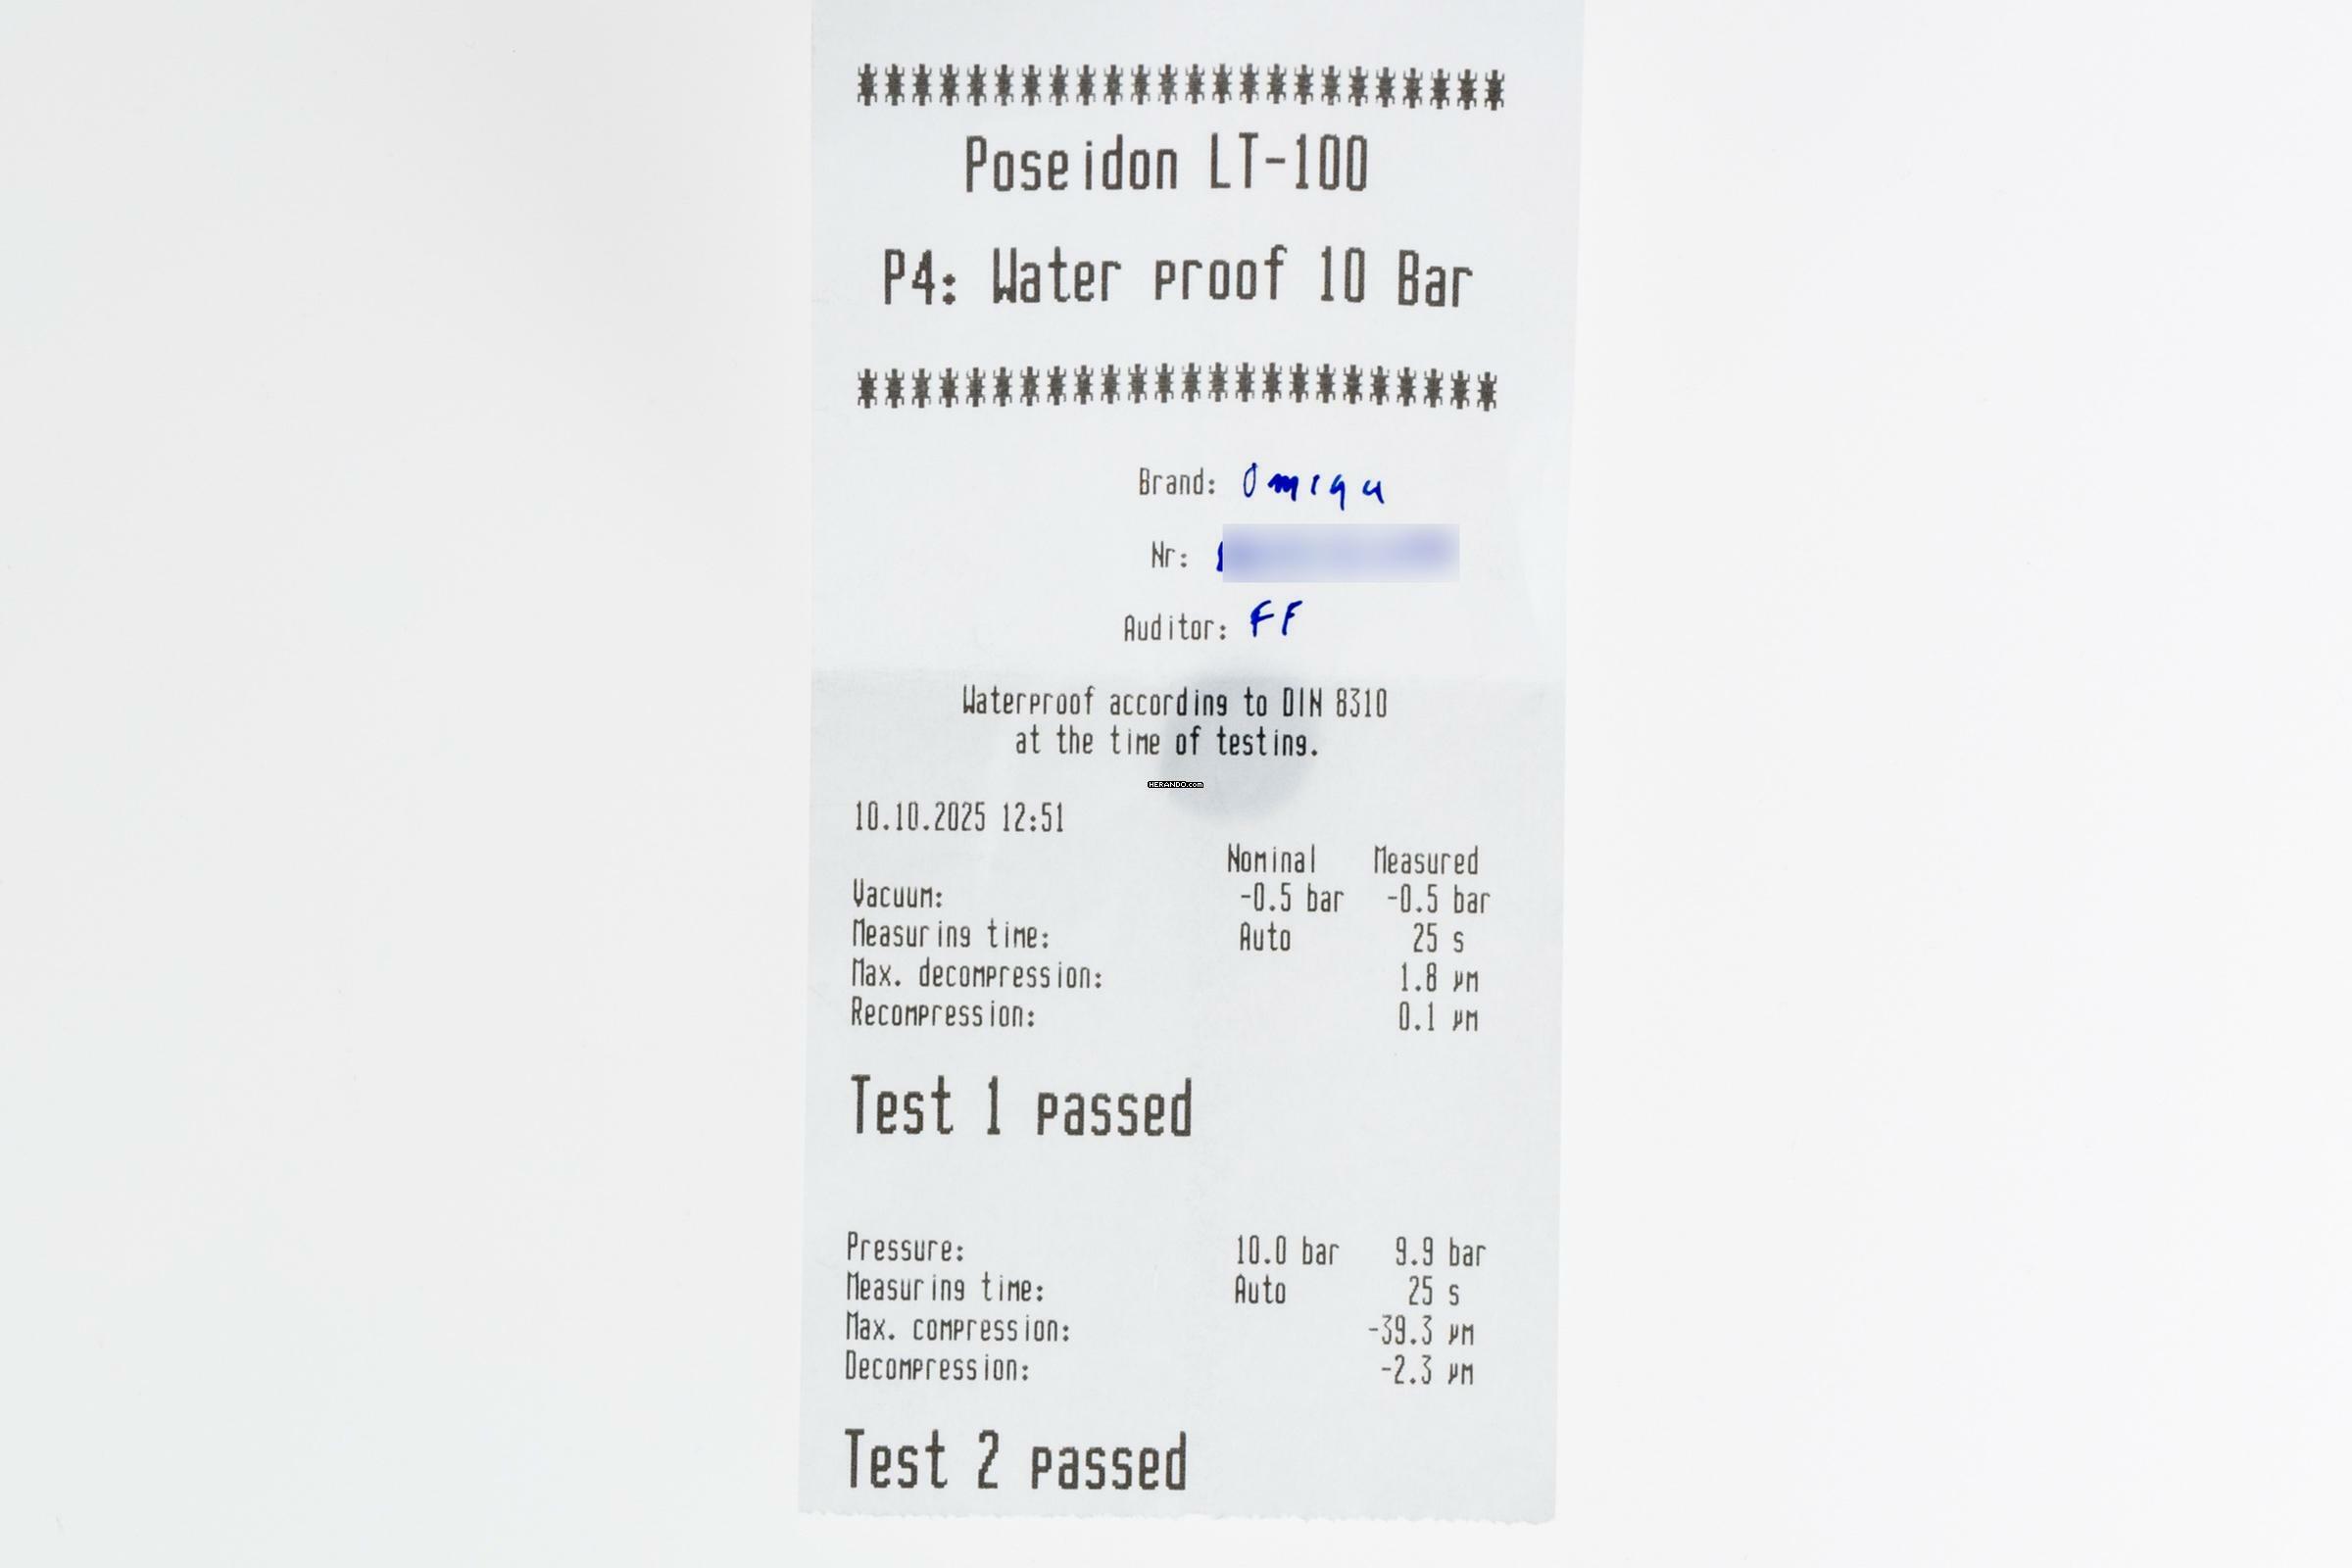 ************************
Poseidon LT-100
P4: Water proof 10 Bar
************************
Brand: Omega
Nr:
Auditor: FF
Waterproof according to DIN 8310
at the time of testing.
HERANDO.com
10.10.2025 12:51
Nominal Measured
Vacuum: -0.5 bar -0.5 bar
Measuring time: Auto 25 s
Max. decompression: 1.8 µm
Recompression: 0.1 µm
Test 1 passed
Pressure: 10.0 bar 9.9 bar
Measuring time: Auto 25 s
Max. compression: -39.3 µm
Decompression: -2.3 µm
Test 2 passed